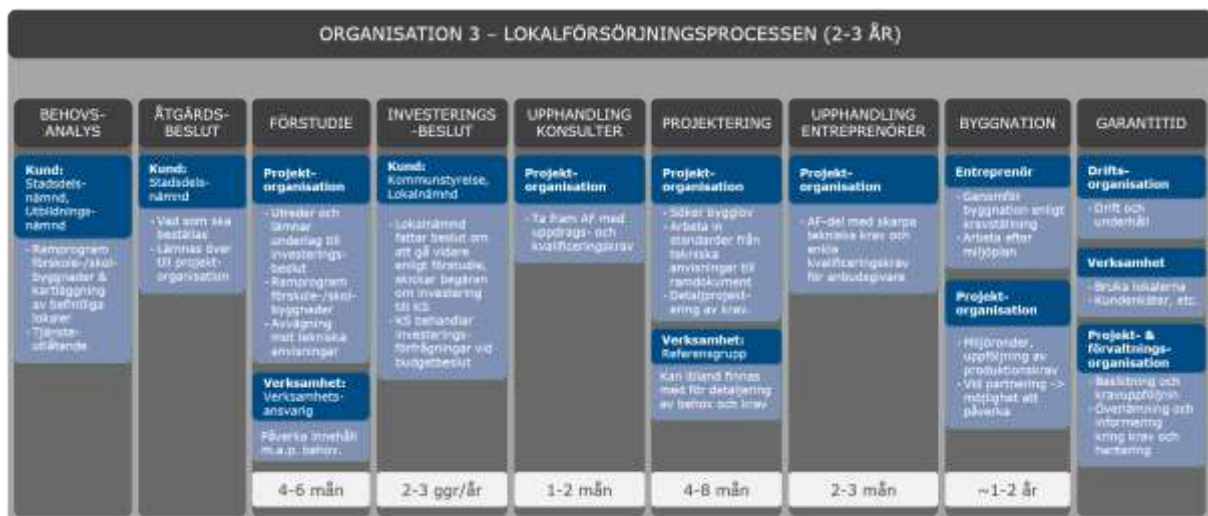 ORGANISATION 3 – LOKALFÖRSÖRJNINGSPROCESSEN (2-3 ÅR)
BEHOVS-
ANALYS
Kund:
Stadsdels-
nämnd,
Utbildnings-
nämnd
- Ramprogram
förskole-/skol-
byggnader &
kartläggning
av befintliga
lokaler
- Tjänste-
utlåtande
ÅTGÄRDS-
BESLUT
Kund:
Stadsdels-
nämnd
- Vad som ska
beställas
- Lämnas över
till projekt-
organisation
FÖRSTUDIE
Projekt-
organisation
- Utreder och
lämnar
underlag till
investerings-
beslut
- Ramprogram
förskole-/skol-
byggnader
- Avvägning
mot tekniska
anvisningar
Verksamhet:
Verksamhets-
ansvarig
Påverka innehåll
m.a.p. behov.
4-6 mån
INVESTERINGS
-BESLUT
Kund:
Kommunstyrelse,
Lokalnämnd
- Lokalnämnd
fattar beslut om
att gå vidare
enligt förstudie,
skickar begäran
om investering
till KS
- KS behandlar
investerings-
förfrågningar vid
budgetbeslut
2-3 ggr/år
UPPHANDLING
KONSULTER
Projekt-
organisation
- Ta fram AF med
uppdrags- och
kvalificeringskrav
1-2 mån
PROJEKTERING
Projekt-
organisation
- Söker bygglov
- Arbeta in
standarder från
tekniska
anvisningar till
ramdokument
- Detaljprojekt-
ering av krav.
Verksamhet:
Referensgrupp
Kan ibland finnas
med för detaljering
av behov och krav
4-8 mån
UPPHANDLING
ENTREPRENÖRER
Projekt-
organisation
- AF-del med skarpa
tekniska krav och
enkla
kvalificeringskrav
för anbudsgivare
2-3 mån
BYGGNATION
Entreprenör
- Genomför
byggnation enligt
kravställning
- Arbeta efter
miljöplan
Projekt-
organisation
- Miljöronder,
uppföljning av
produktionskrav
- Vid partnering ->
möjlighet att
påverka
~1-2 år
GARANTITID
Drifts-
organisation
- Drift och
underhåll
Verksamhet
- Bruka lokalerna
- Kundenkäter, etc.
Projekt- &
förvaltnings-
organisation
- Besiktning och
kravuppföljnin
- Överlämning och
informering
kring krav och
hantering